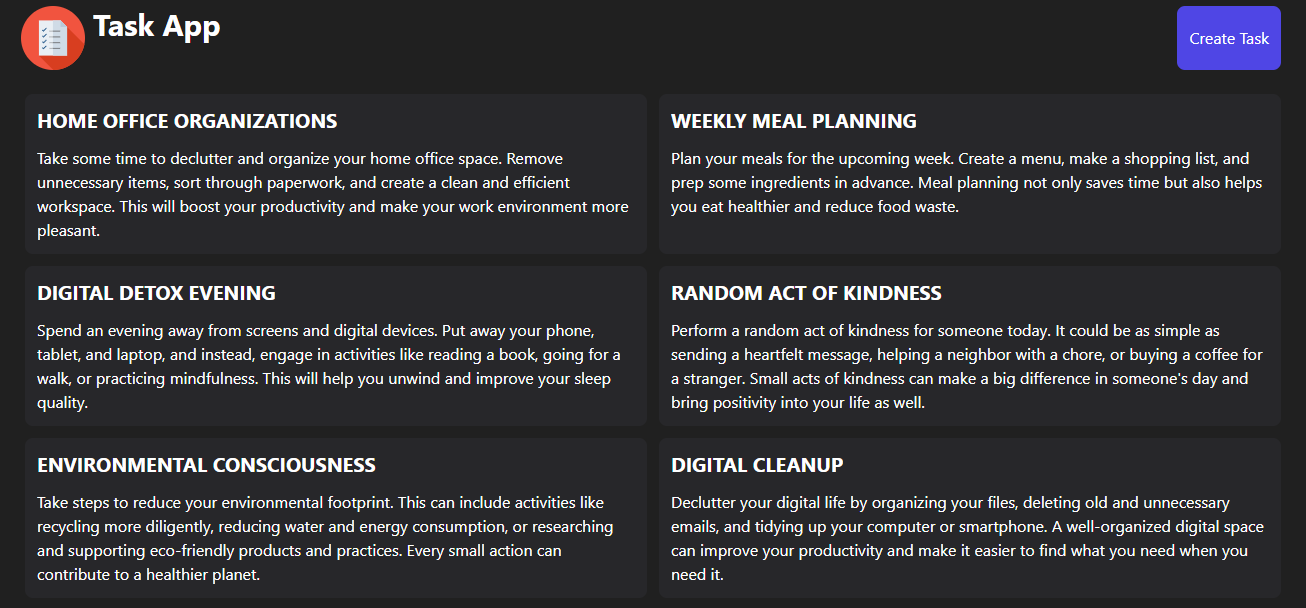 Task App
Create Task
HOME OFFICE ORGANIZATIONS
Take some time to declutter and organize your home office space. Remove
unnecessary items, sort through paperwork, and create a clean and efficient
workspace. This will boost your productivity and make your work environment more
pleasant.
WEEKLY MEAL PLANNING
Plan your meals for the upcoming week. Create a menu, make a shopping list, and
prep some ingredients in advance. Meal planning not only saves time but also helps
you eat healthier and reduce food waste.
DIGITAL DETOX EVENING
Spend an evening away from screens and digital devices. Put away your phone,
tablet, and laptop, and instead, engage in activities like reading a book, going for a
walk, or practicing mindfulness. This will help you unwind and improve your sleep
quality.
RANDOM ACT OF KINDNESS
Perform a random act of kindness for someone today. It could be as simple as
sending a heartfelt message, helping a neighbor with a chore, or buying a coffee for
a stranger. Small acts of kindness can make a big difference in someone's day and
bring positivity into your life as well.
ENVIRONMENTAL CONSCIOUSNESS
Take steps to reduce your environmental footprint. This can include activities like
recycling more diligently, reducing water and energy consumption, or researching
and supporting eco-friendly products and practices. Every small action can
contribute to a healthier planet.
DIGITAL CLEANUP
Declutter your digital life by organizing your files, deleting old and unnecessary
emails, and tidying up your computer or smartphone. A well-organized digital space
can improve your productivity and make it easier to find what you need when you
need it.